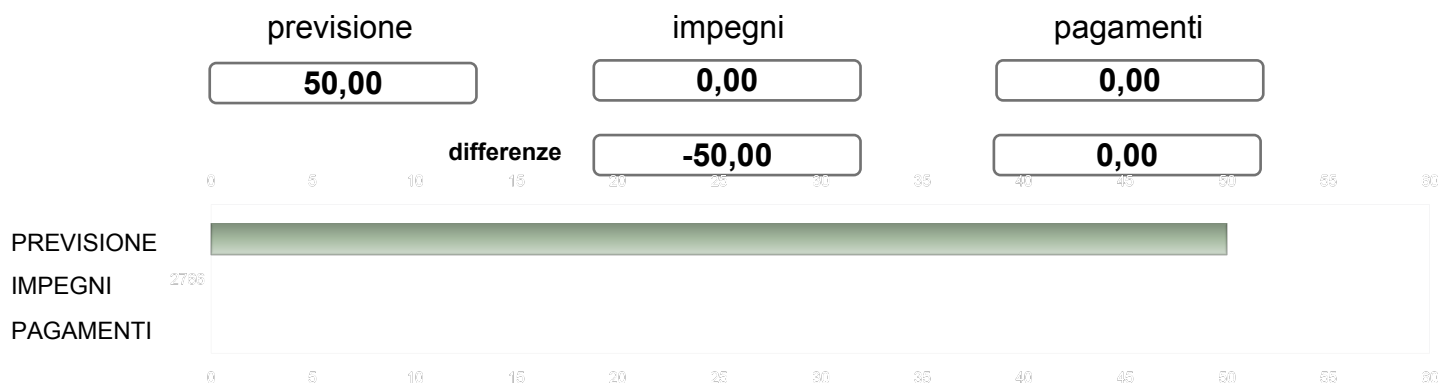 previsione impegni pagamenti
50,00 0,00 0,00
differenze -50,00 0,00
0 5 10 15 20 25 30 35 40 45 50 55 60
PREVISIONE
2766
IMPEGNI
PAGAMENTI
0 5 10 15 20 25 30 35 40 45 50 55 60